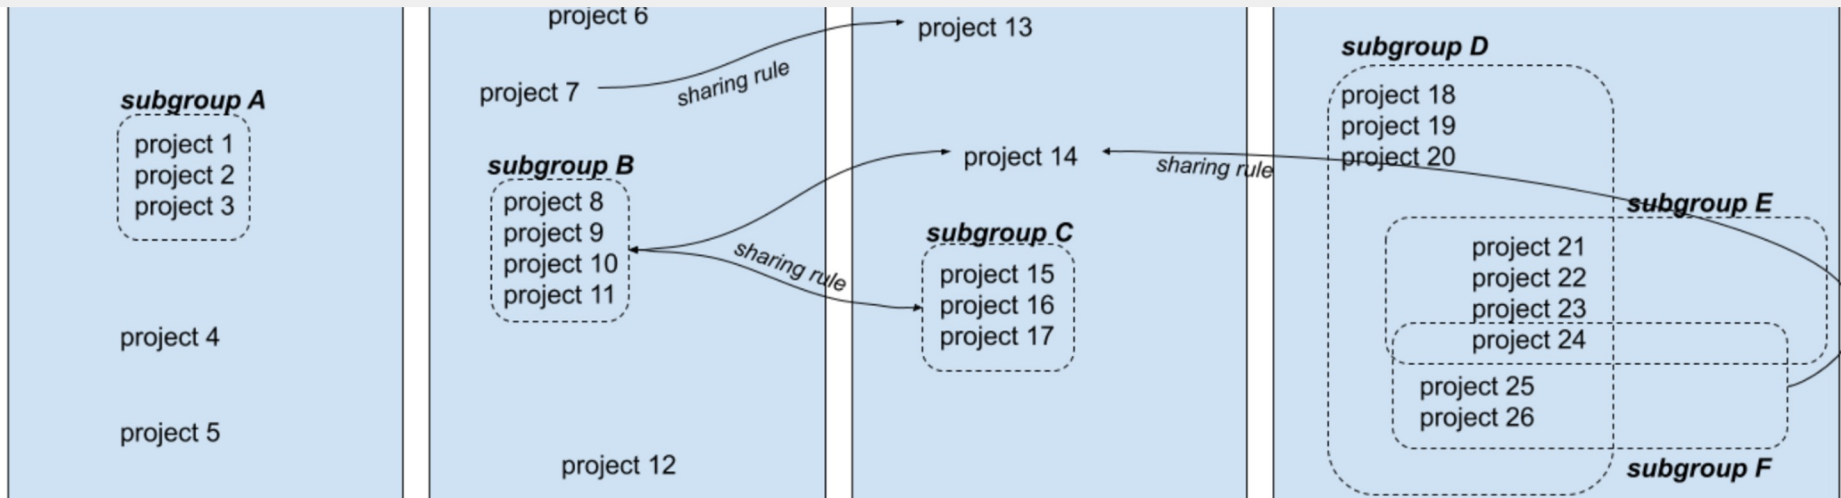 subgroup A
project 1
project 2
project 3
project 4
project 5
project 6
project 7
sharing rule
subgroup B
project 8
project 9
project 10
project 11
sharing rule
project 12
project 13
project 14
sharing rule
subgroup C
project 15
project 16
project 17
subgroup D
project 18
project 19
project 20
subgroup E
project 21
project 22
project 23
project 24
project 25
project 26
subgroup F